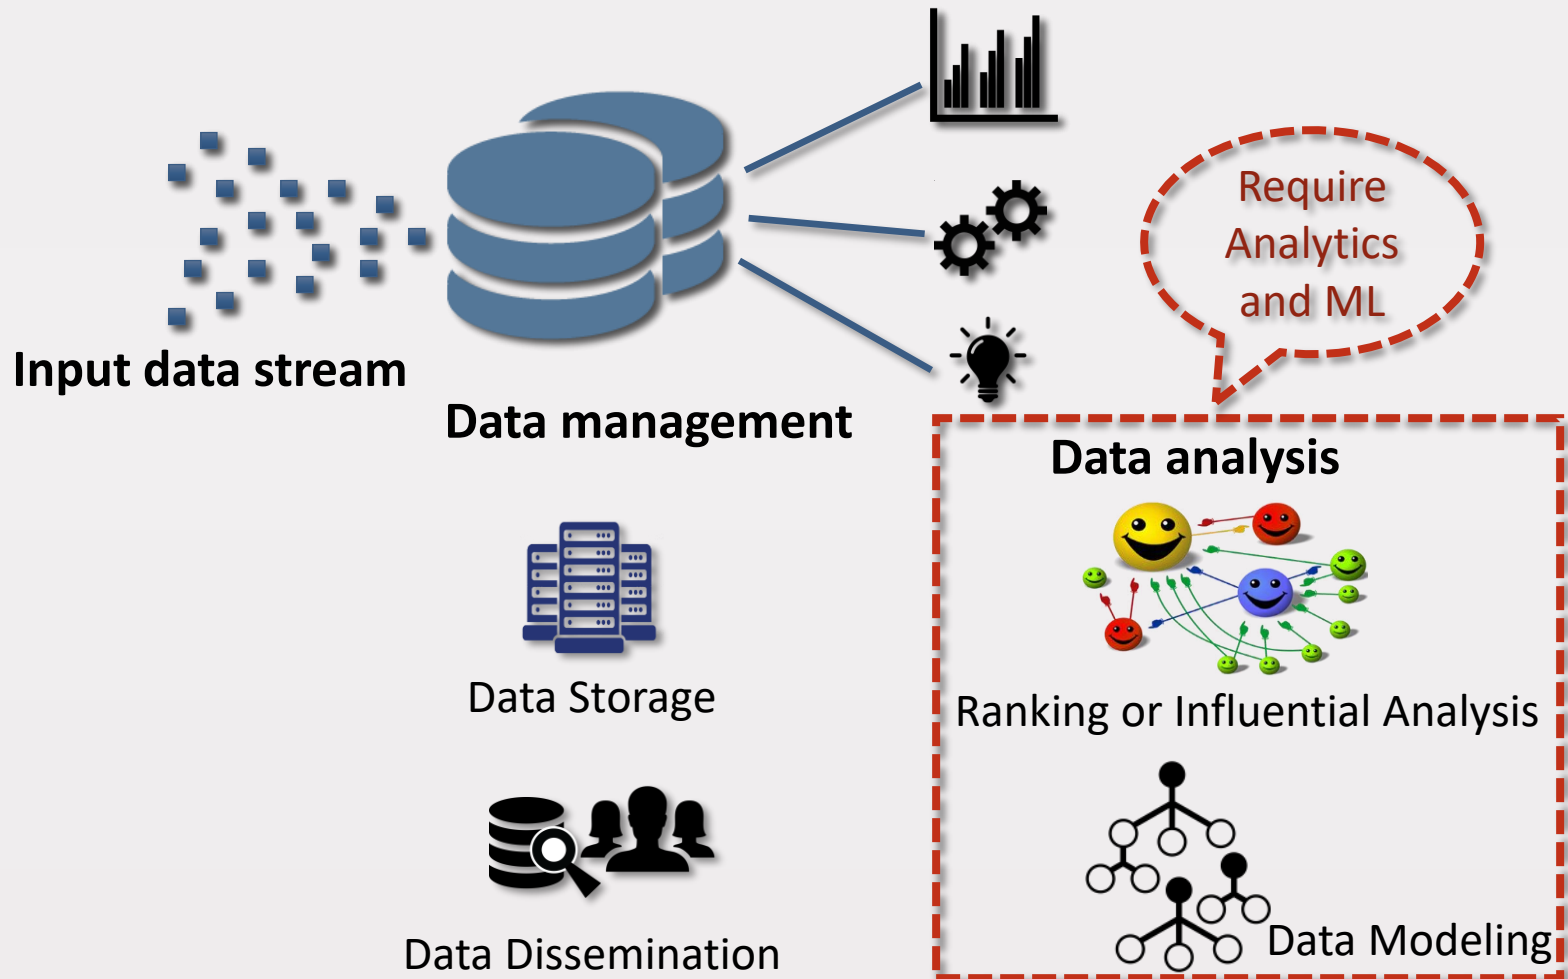 Require
Analytics
and ML
Input data stream
Data management
Data analysis
Data Storage
Ranking or Influential Analysis
Data Dissemination
Data Modeling